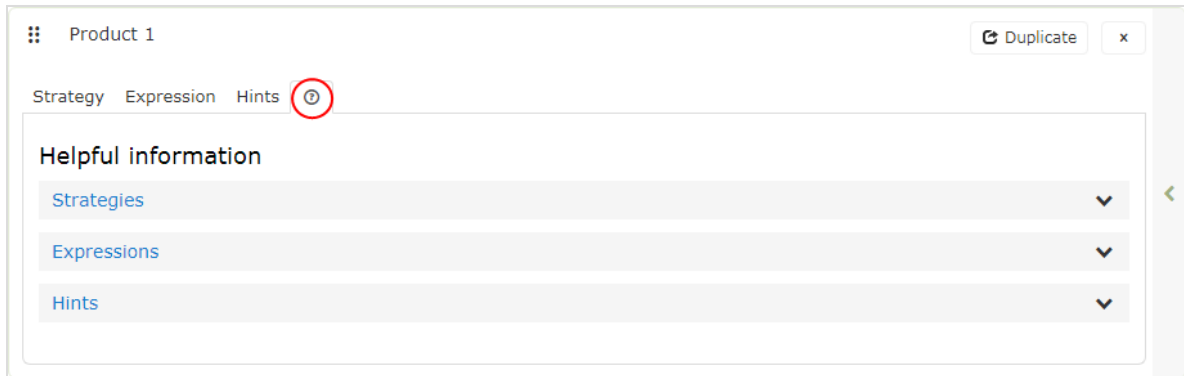 Product 1
Duplicate
x
Strategy Expression Hints ?
Helpful information
Strategies
Expressions
Hints